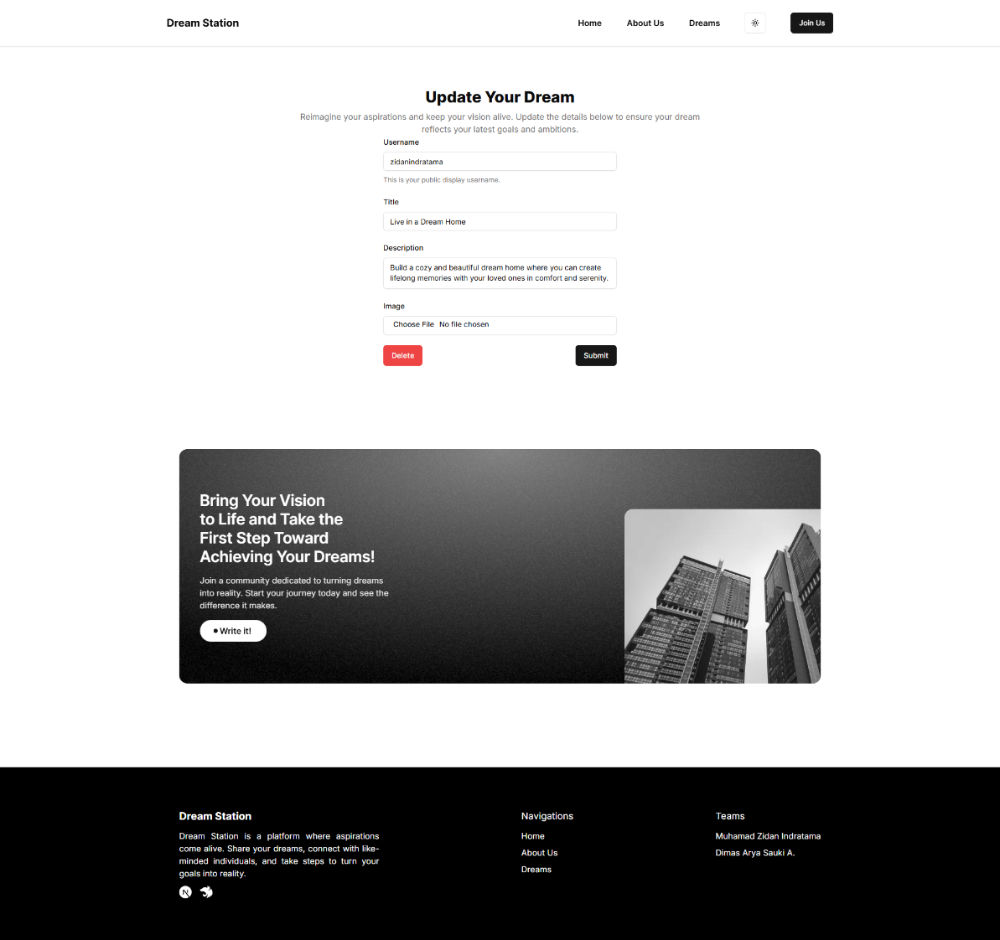 Dream Station
Home
About Us
Dreams
Join Us
Update Your Dream
Reimagine your aspirations and keep your vision alive. Update the details below to ensure your dream
reflects your latest goals and ambitions.
Username
zidanindratama
This is your public display username.
Title
Live in a Dream Home
Description
Build a cozy and beautiful dream home where you can create
lifelong memories with your loved ones in comfort and serenity.
Image
Choose File No file chosen
Delete
Submit
Bring Your Vision
to Life and Take the
First Step Toward
Achieving Your Dreams!
Join a community dedicated to turning dreams
into reality. Start your journey today and see the
difference it makes.
Write it!
Dream Station
Dream Station is a platform where aspirations
come alive. Share your dreams, connect with like-
minded individuals, and take steps to turn your
goals into reality.
N
Navigations
Home
About Us
Dreams
Teams
Muhamad Zidan Indratama
Dimas Arya Sauki A.